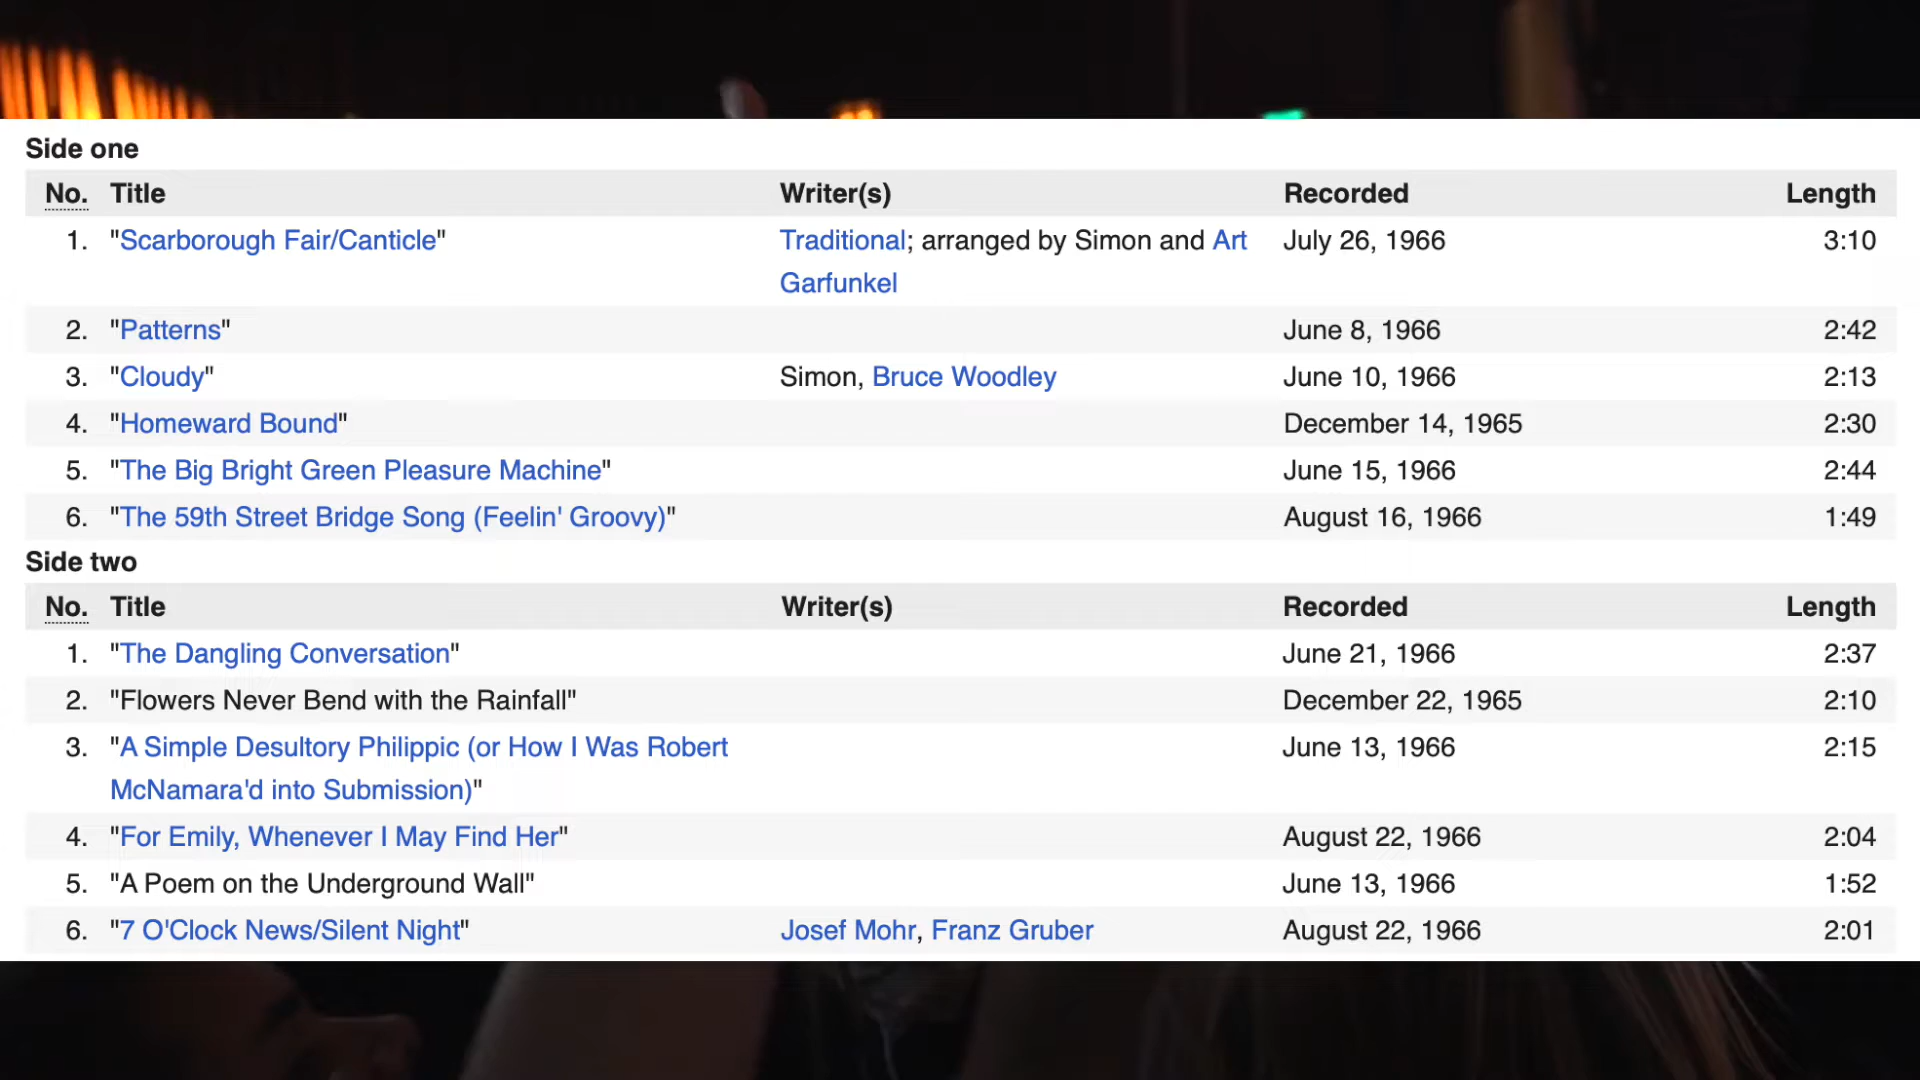 Side one
No. Title Writer(s) Recorded Length
1. "Scarborough Fair/Canticle" Traditional; arranged by Simon and Art July 26, 1966 3:10
Garfunkel
2. "Patterns" June 8, 1966 2:42
3. "Cloudy" Simon, Bruce Woodley June 10, 1966 2:13
4. "Homeward Bound" December 14, 1965 2:30
5. "The Big Bright Green Pleasure Machine" June 15, 1966 2:44
6. "The 59th Street Bridge Song (Feelin' Groovy)" August 16, 1966 1:49
Side two
No. Title Writer(s) Recorded Length
1. "The Dangling Conversation" June 21, 1966 2:37
2. "Flowers Never Bend with the Rainfall" December 22, 1965 2:10
3. "A Simple Desultory Philippic (or How I Was Robert June 13, 1966 2:15
McNamara'd into Submission)"
4. "For Emily, Whenever I May Find Her" August 22, 1966 2:04
5. "A Poem on the Underground Wall" June 13, 1966 1:52
6. "7 O'Clock News/Silent Night" Josef Mohr, Franz Gruber August 22, 1966 2:01